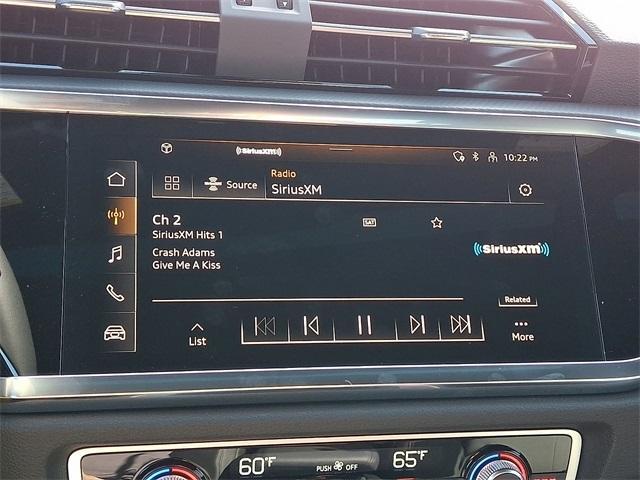 SiriusXM
10:22 PM
Source
Radio
SiriusXM
Ch 2
SAT
SiriusXM Hits 1
Crash Adams
Give Me A Kiss
SiriusXM
Related
List
More
60°F
PUSH OFF
65°F